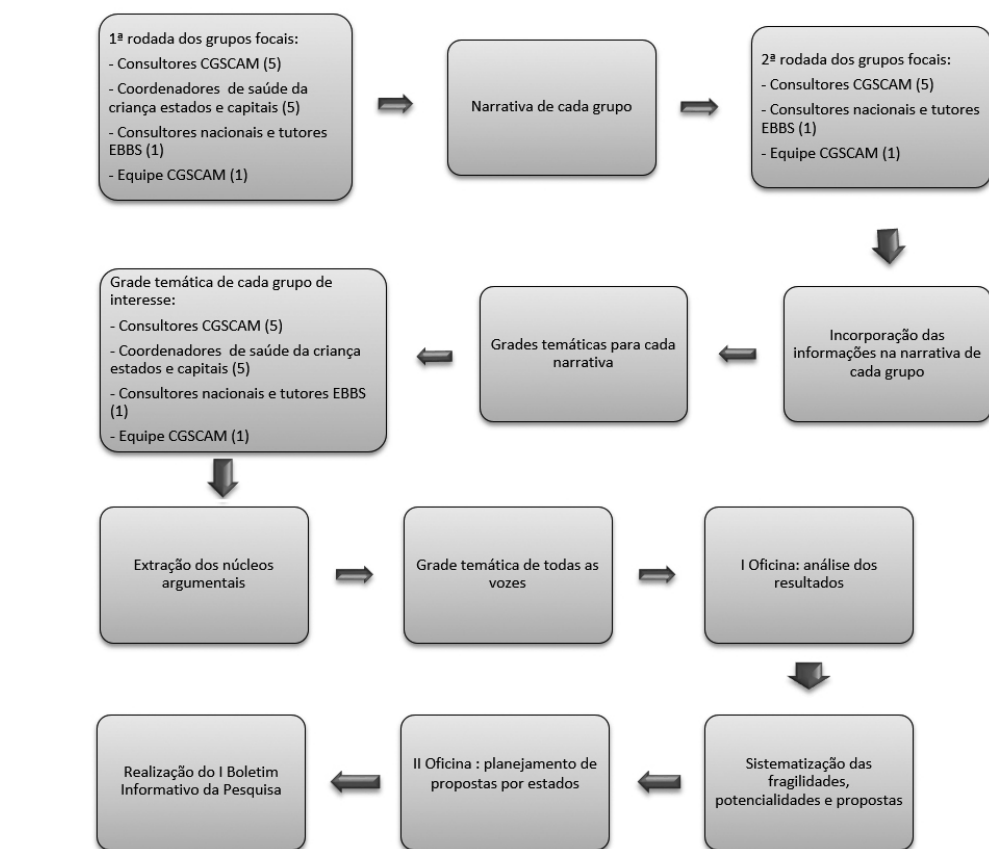 1ª rodada dos grupos focais:
- Consultores CGSCAM (5)
- Coordenadores de saúde da
criança estados e capitais (5)
- Consultores nacionais e tutores
EBBS (1)
- Equipe CGSCAM (1)
Narrativa de cada grupo
2ª rodada dos grupos focais:
- Consultores CGSCAM (5)
- Consultores nacionais e tutores
EBBS (1)
- Equipe CGSCAM (1)
Incorporação das
informações na narrativa de
cada grupo
Grades temáticas para cada
narrativa
Grade temática de cada grupo de
interesse:
- Consultores CGSCAM (5)
- Coordenadores de saúde da criança
estados e capitais (5)
- Consultores nacionais e tutores EBBS
(1)
- Equipe CGSCAM (1)
Extração dos núcleos
argumentais
Grade temática de todas as
vozes
I Oficina: análise dos
resultados
Sistematização das
fragilidades,
potencialidades e propostas
II Oficina : planejamento de
propostas por estados
Realização do I Boletim
Informativo da Pesquisa